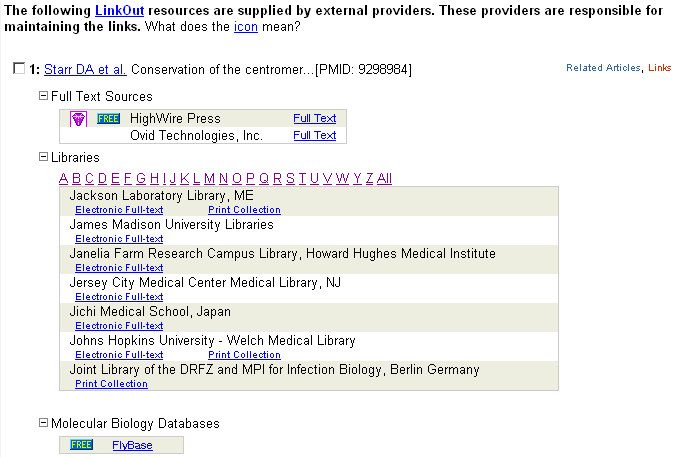 The following LinkOut resources are supplied by external providers. These providers are responsible for
maintaining the links. What does the icon mean?
1: Starr DA et al. Conservation of the centromer...[PMID: 9298984] Related Articles, Links
Full Text Sources
FREE HighWire Press Full Text
Ovid Technologies, Inc. Full Text
Libraries
A B C D E F G H I J K L M N O P Q R S T U V W Y Z All
Jackson Laboratory Library, ME
Electronic Full-text Print Collection
James Madison University Libraries
Electronic Full-text
Janelia Farm Research Campus Library, Howard Hughes Medical Institute
Electronic Full-text
Jersey City Medical Center Medical Library, NJ
Electronic Full-text
Jichi Medical School, Japan
Electronic Full-text
Johns Hopkins University - Welch Medical Library
Electronic Full-text Print Collection
Joint Library of the DRFZ and MPI for Infection Biology, Berlin Germany
Print Collection
Molecular Biology Databases
FREE FlyBase